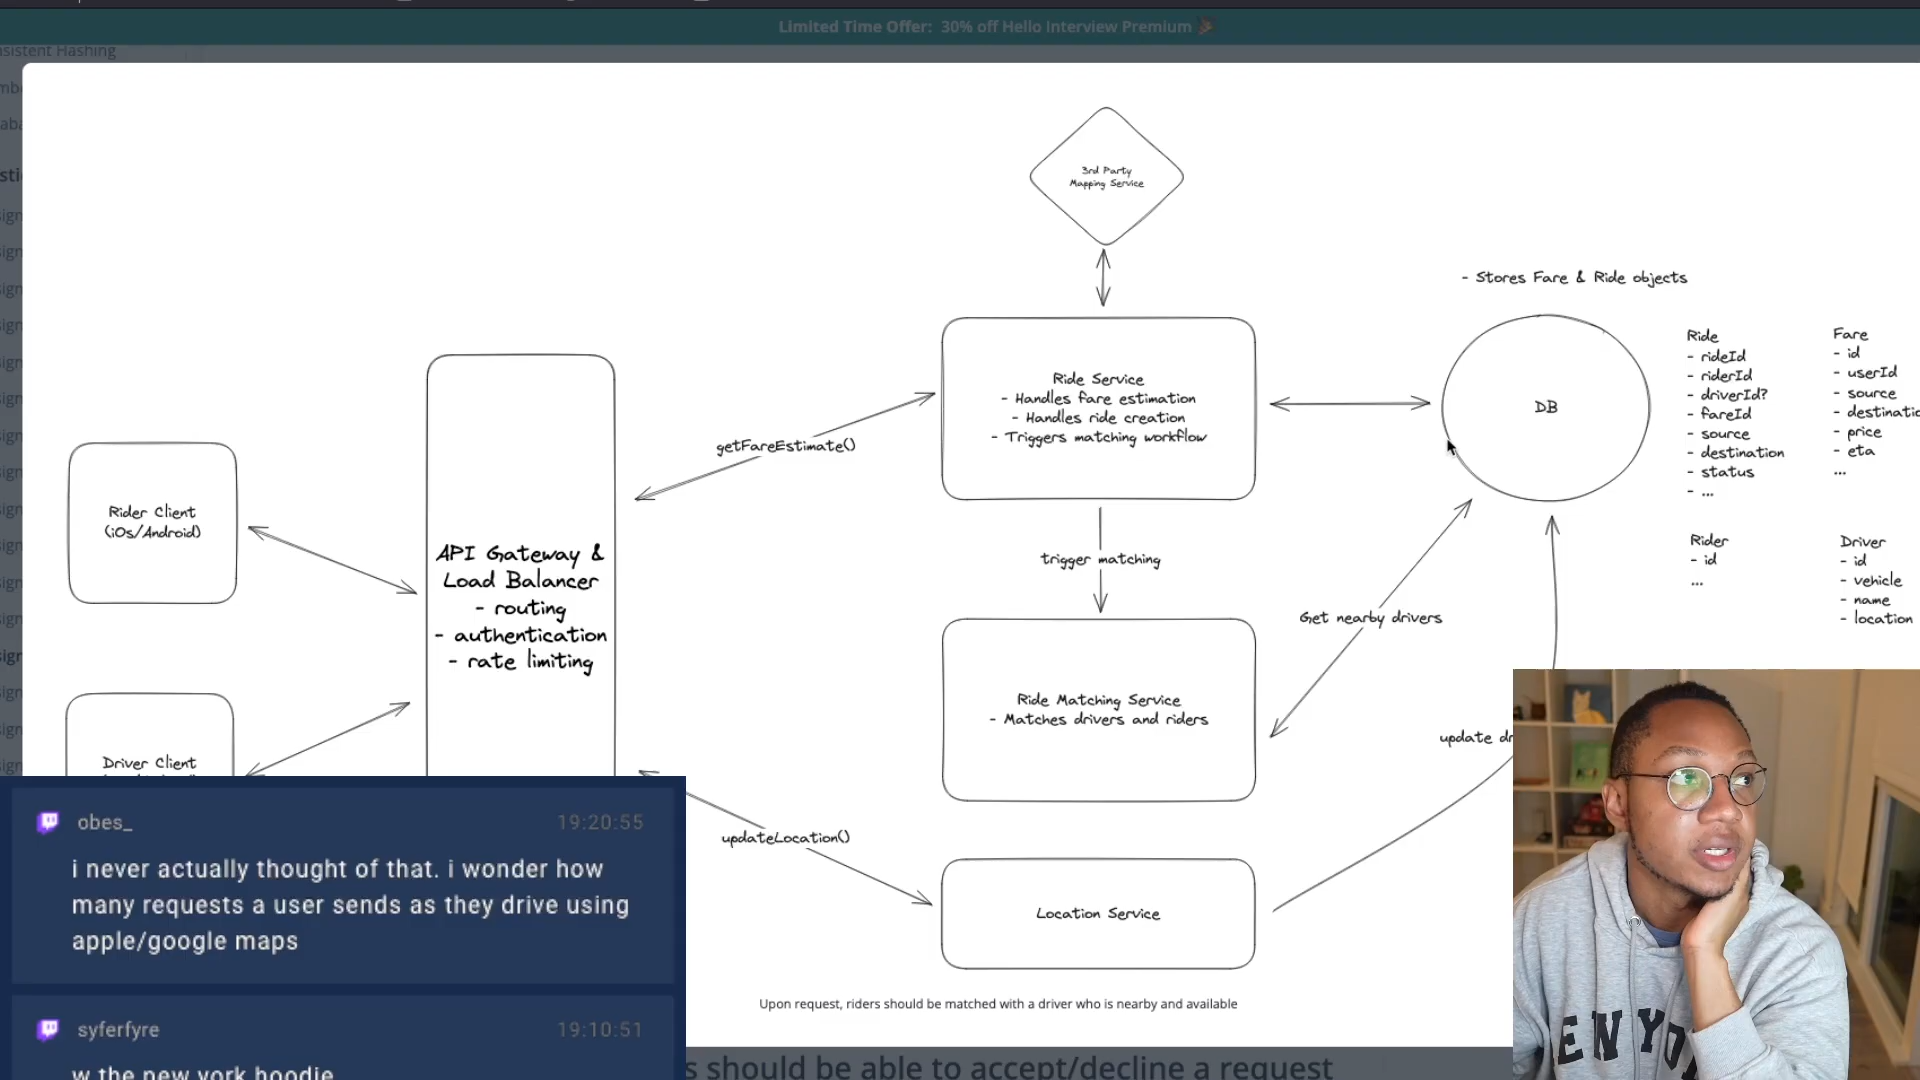 Limited Time Offer: 30% off Hello Interview Premium
Consistent Hashing
3rd Party
Mapping Service
- Stores Fare & Ride objects
Ride Service
- Handles fare estimation
- Handles ride creation
- Triggers matching workflow
DB
Ride
- rideId
- riderId
- driverId?
- fareId
- source
- destination
- status
- ...
Fare
- id
- userId
- source
- destinatio
- price
- eta
...
getFareEstimate()
Rider Client
(iOs/Android)
API Gateway &
Load Balancer
- routing
- authentication
- rate limiting
trigger matching
Rider
- id
...
Driver
- id
- vehicle
- name
- location
Get nearby drivers
Ride Matching Service
- Matches drivers and riders
update dr
Driver Client
updateLocation()
Location Service
Upon request, riders should be matched with a driver who is nearby and available
s should be able to accept/decline a request
obes_ 19:20:55
i never actually thought of that. i wonder how
many requests a user sends as they drive using
apple/google maps
syferfyre 19:10:51
w the new york hoodie
EW YO